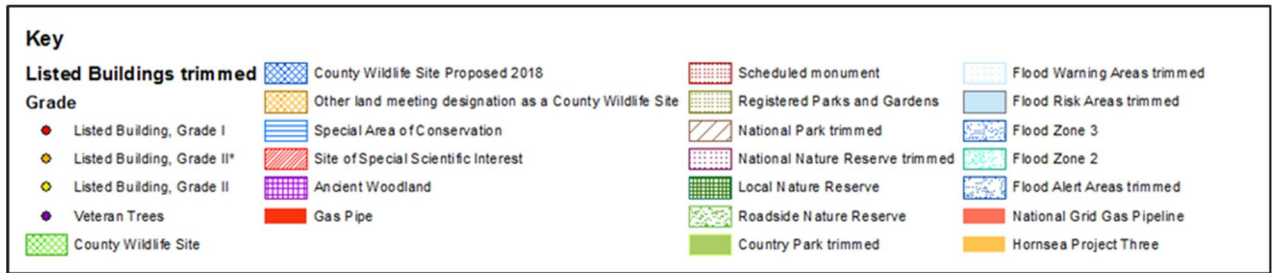 Key
Listed Buildings trimmed
Grade
Listed Building, Grade I
Listed Building, Grade II*
Listed Building, Grade II
Veteran Trees
County Wildlife Site
County Wildlife Site Proposed 2018
Other land meeting designation as a County Wildlife Site
Special Area of Conservation
Site of Special Scientific Interest
Ancient Woodland
Gas Pipe
Scheduled monument
Registered Parks and Gardens
National Park trimmed
National Nature Reserve trimmed
Local Nature Reserve
Roadside Nature Reserve
Country Park trimmed
Flood Warning Areas trimmed
Flood Risk Areas trimmed
Flood Zone 3
Flood Zone 2
Flood Alert Areas trimmed
National Grid Gas Pipeline
Hornsea Project Three